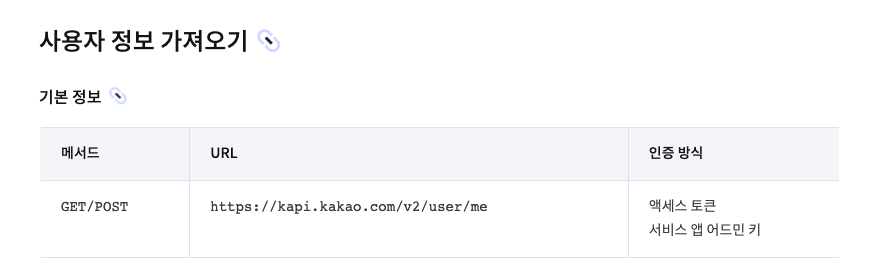 사용자 정보 가져오기
기본 정보
메서드 URL 인증 방식
GET/POST https://kapi.kakao.com/v2/user/me 액세스 토큰
서비스 앱 어드민 키